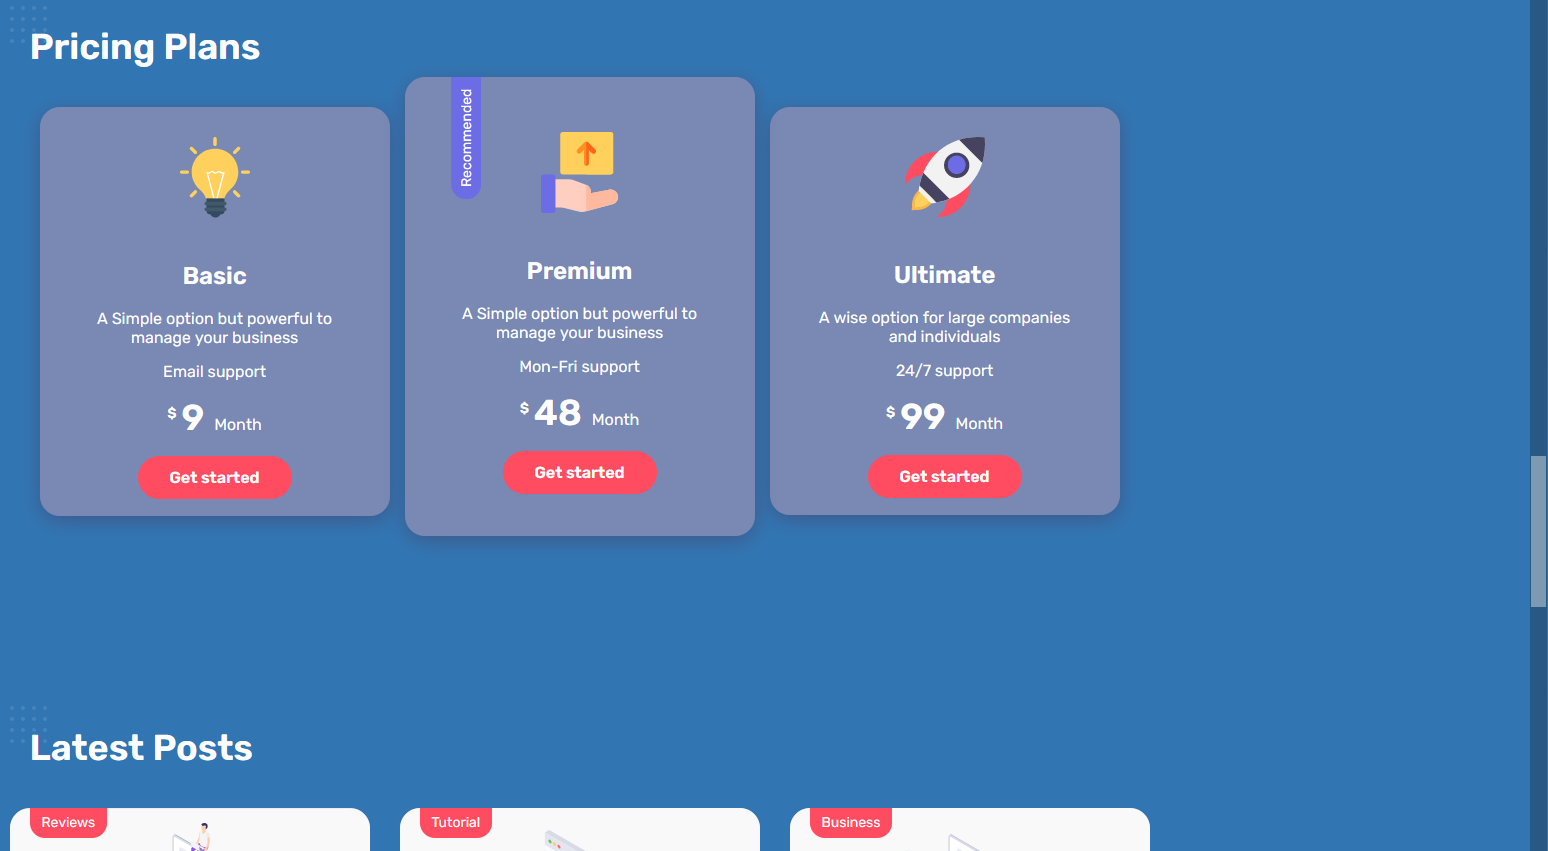 Pricing Plans
Basic
A Simple option but powerful to
manage your business
Email support
$ 9 Month
Get started
Recommended
Premium
A Simple option but powerful to
manage your business
Mon-Fri support
$ 48 Month
Get started
Ultimate
A wise option for large companies
and individuals
24/7 support
$ 99 Month
Get started
Latest Posts
Reviews
Tutorial
Business